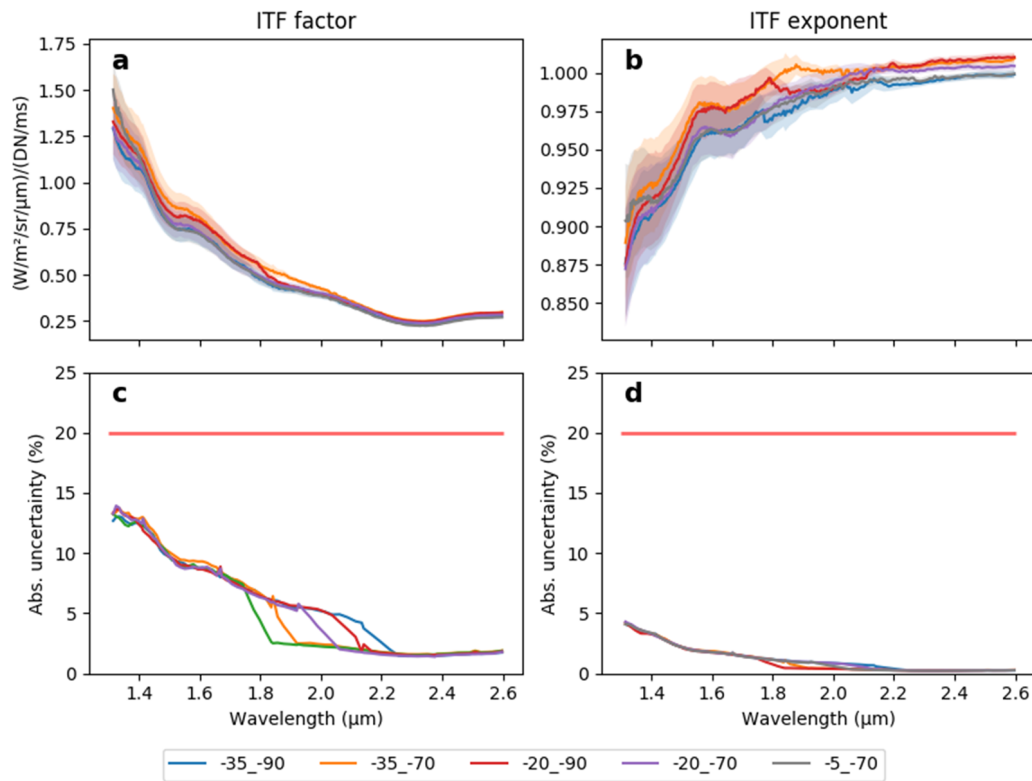 ITF factor
ITF exponent
a
b
(W/m²/sr/μm)/(DN/ms)
1.75
1.50
1.25
1.00
0.75
0.50
0.25
1.000
0.975
0.950
0.925
0.900
0.875
0.850
c
d
Abs. uncertainty (%)
25
20
15
10
5
0
Abs. uncertainty (%)
25
20
15
10
5
0
1.4 1.6 1.8 2.0 2.2 2.4 2.6
1.4 1.6 1.8 2.0 2.2 2.4 2.6
Wavelength (μm)
Wavelength (μm)
-35_-90 -35_-70 -20_-90 -20_-70 -5_-70